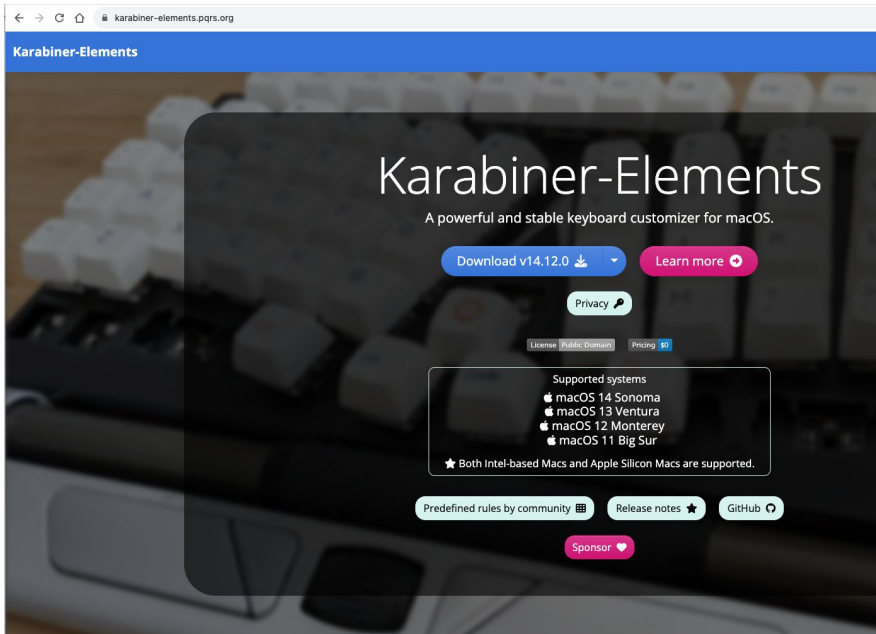 karabiner-elements.pqrs.org
Karabiner-Elements
Karabiner-Elements
A powerful and stable keyboard customizer for macOS.
Download v14.12.0 Learn more
Privacy
License Public Domain Pricing $0
Supported systems
macOS 14 Sonoma
macOS 13 Ventura
macOS 12 Monterey
macOS 11 Big Sur
Both Intel-based Macs and Apple Silicon Macs are supported.
Predefined rules by community Release notes GitHub
Sponsor